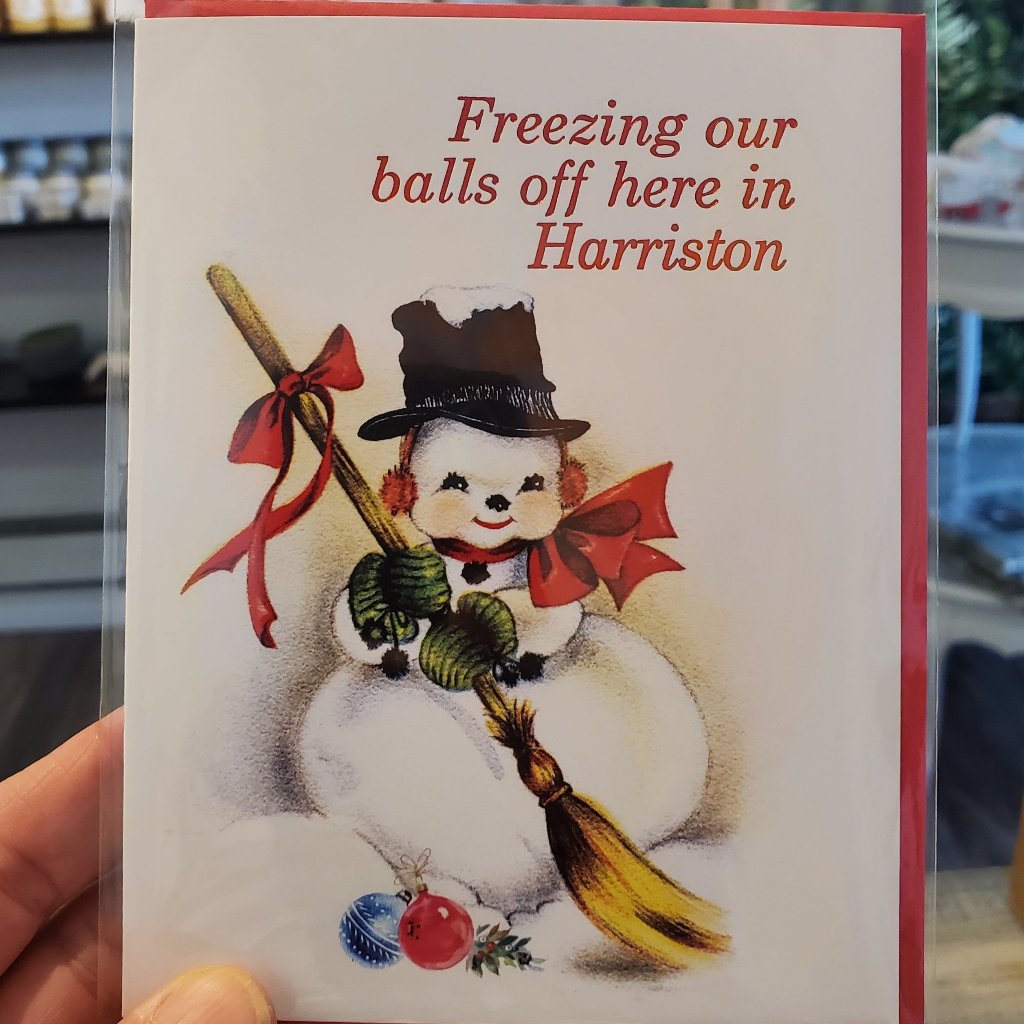 Freezing our
balls off here in
Harriston